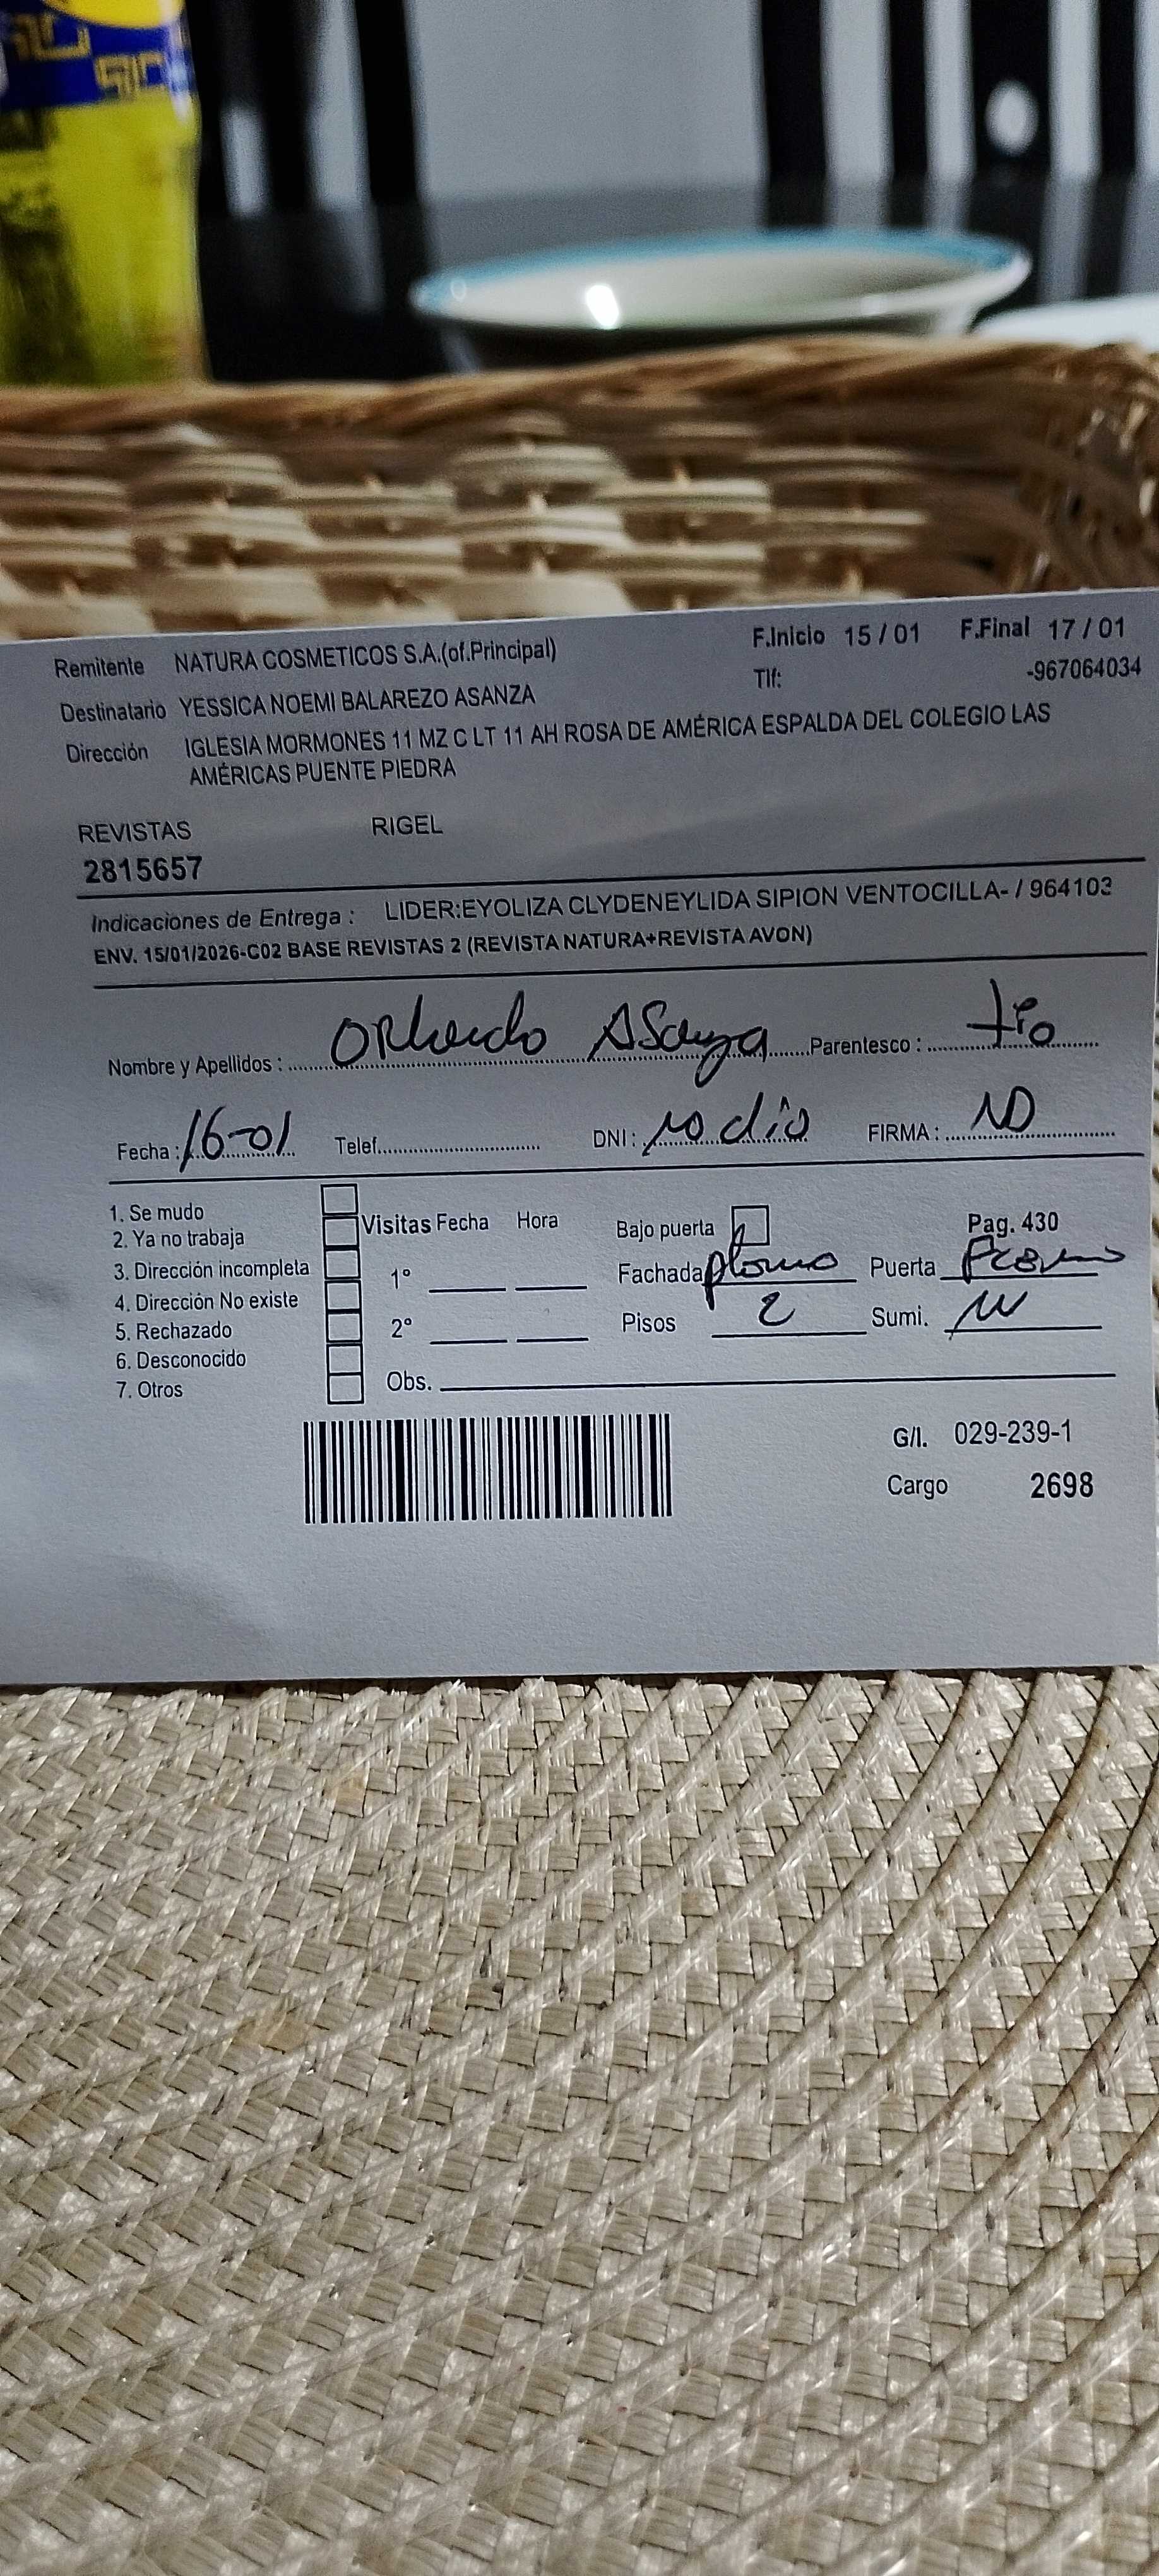 Remitente NATURA COSMETICOS S.A.(of.Principal) F.Inicio 15 / 01 F.Final 17 / 01
Tlf: -967064034
Destinatario YESSICA NOEMI BALAREZO ASANZA
Dirección IGLESIA MORMONES 11 MZ C LT 11 AH ROSA DE AMÉRICA ESPALDA DEL COLEGIO LAS
AMÉRICAS PUENTE PIEDRA
REVISTAS RIGEL
2815657
Indicaciones de Entrega : LIDER:EYOLIZA CLYDENEYLIDA SIPION VENTOCILLA- / 964103
ENV. 15/01/2026-C02 BASE REVISTAS 2 (REVISTA NATURA+REVISTA AVON)
Nombre y Apellidos : Orlando Asanza Parentesco : tio
Fecha : 16-01 Telef. DNI : no dio FIRMA : ND
1. Se mudo
2. Ya no trabaja
3. Dirección incompleta
4. Dirección No existe
5. Rechazado
6. Desconocido
7. Otros
Visitas Fecha Hora Bajo puerta Pag. 430
1° Fachada plomo Puerta
2° Pisos 2 Sumi.
Obs.
G/I. 029-239-1
Cargo 2698